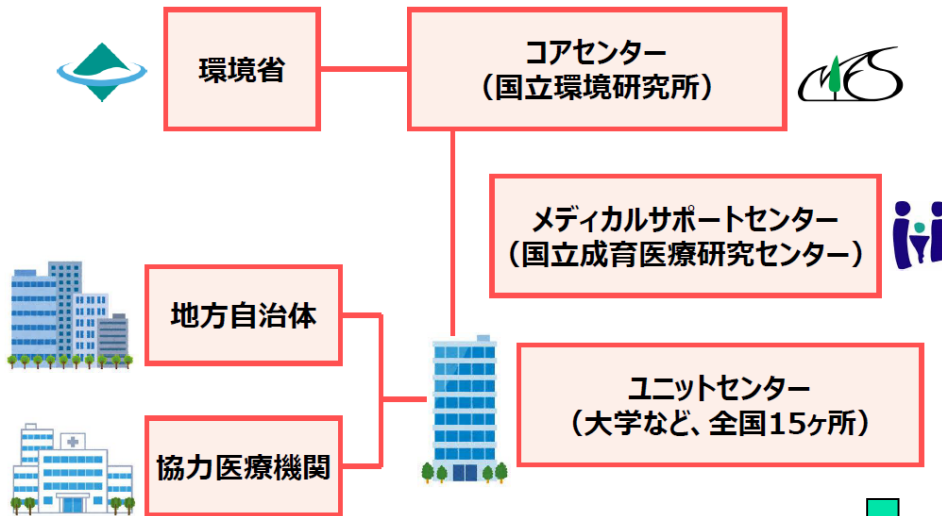 環境省
コアセンター
（国立環境研究所）
メディカルサポートセンター
（国立成育医療研究センター）
地方自治体
ユニットセンター
（大学など、全国15ヶ所）
協力医療機関